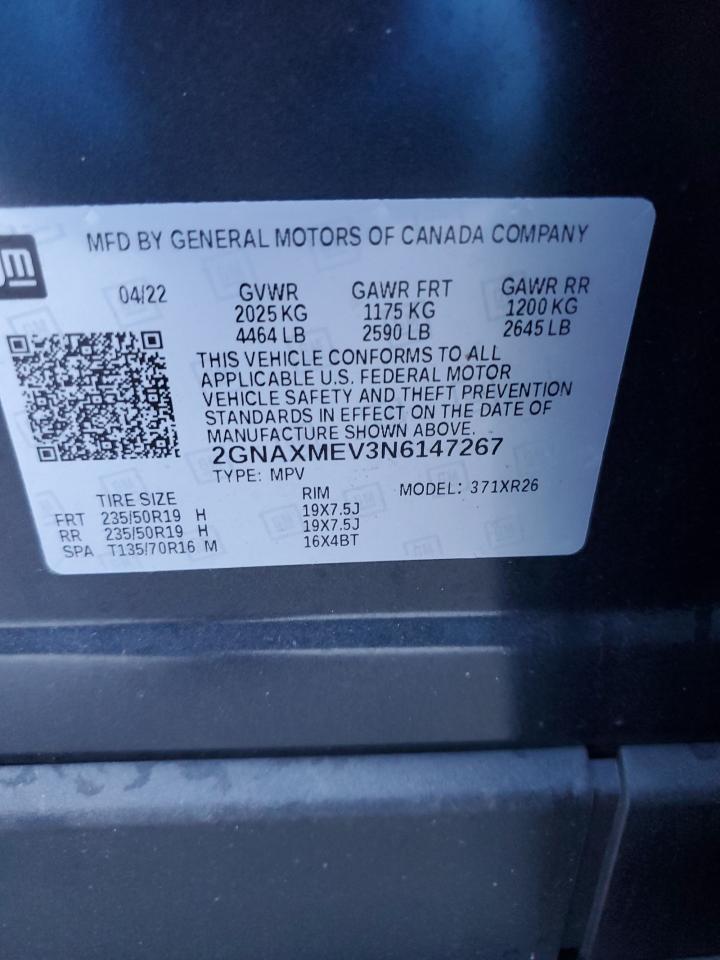 gm
MFD BY GENERAL MOTORS OF CANADA COMPANY
04/22 GVWR GAWR FRT GAWR RR
2025 KG 1175 KG 1200 KG
4464 LB 2590 LB 2645 LB
THIS VEHICLE CONFORMS TO ALL
APPLICABLE U.S. FEDERAL MOTOR
VEHICLE SAFETY AND THEFT PREVENTION
STANDARDS IN EFFECT ON THE DATE OF
MANUFACTURE SHOWN ABOVE.
2GNAXMEV3N6147267
TYPE: MPV
TIRE SIZE RIM MODEL: 371XR26
FRT 235/50R19 H 19X7.5J
RR 235/50R19 H 19X7.5J
SPA T135/70R16 M 16X4BT